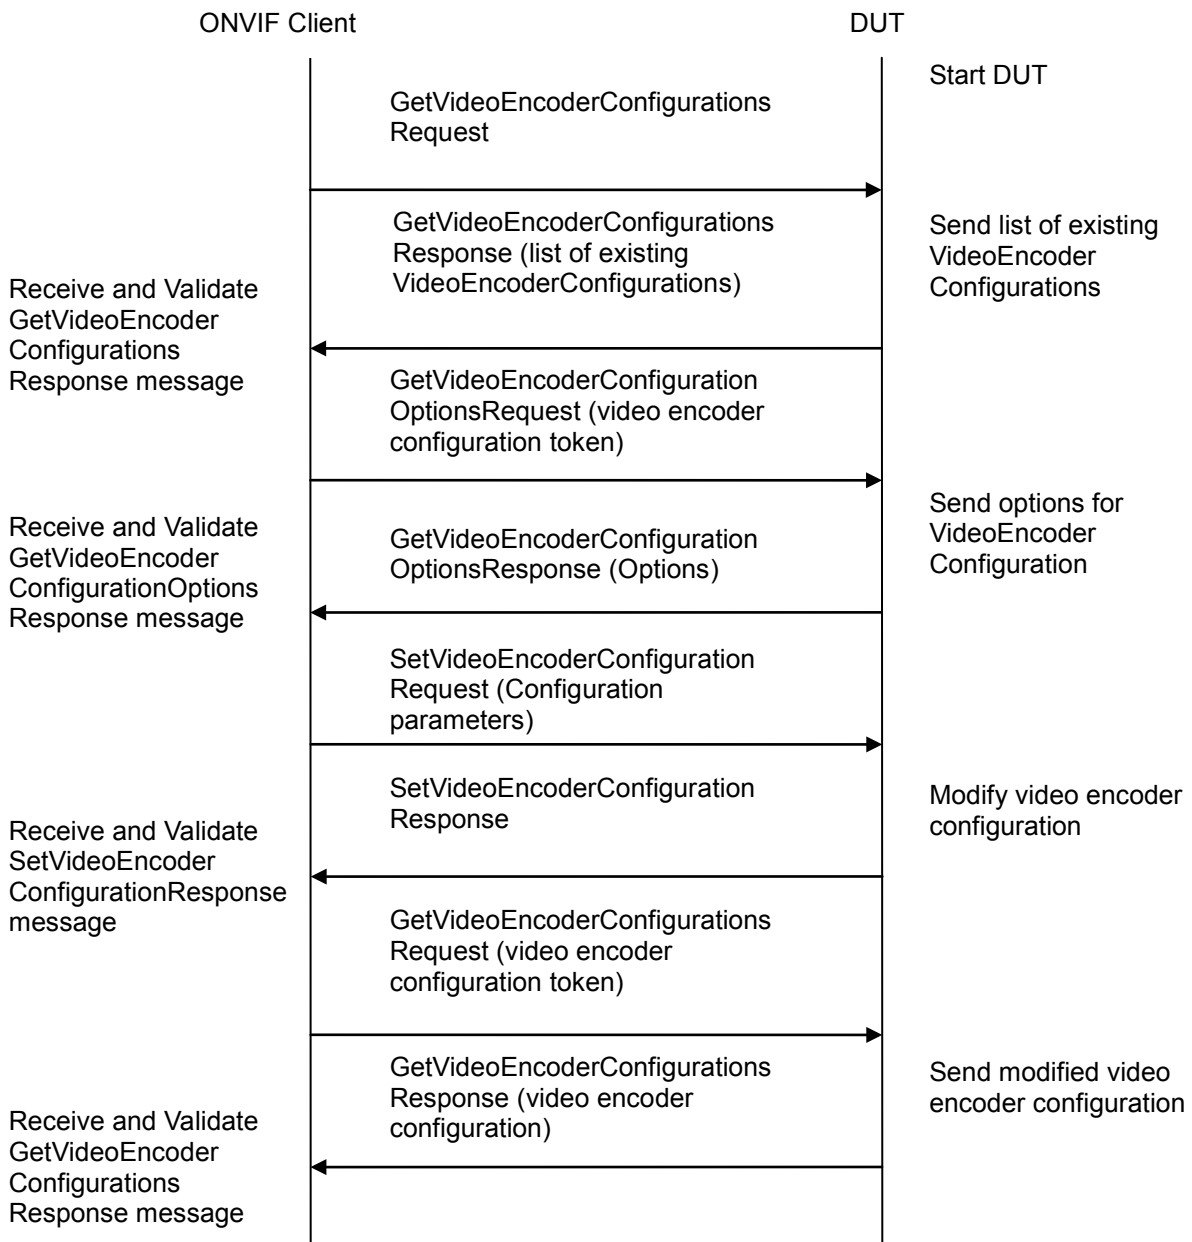 ONVIF Client
DUT
Start DUT
GetVideoEncoderConfigurations
Request
GetVideoEncoderConfigurations
Response (list of existing
VideoEncoderConfigurations)
Send list of existing
VideoEncoder
Configurations
Receive and Validate
GetVideoEncoder
Configurations
Response message
GetVideoEncoderConfiguration
OptionsRequest (video encoder
configuration token)
Send options for
VideoEncoder
Configuration
Receive and Validate
GetVideoEncoder
ConfigurationOptions
Response message
GetVideoEncoderConfiguration
OptionsResponse (Options)
SetVideoEncoderConfiguration
Request (Configuration
parameters)
SetVideoEncoderConfiguration
Response
Modify video encoder
configuration
Receive and Validate
SetVideoEncoder
ConfigurationResponse
message
GetVideoEncoderConfigurations
Request (video encoder
configuration token)
GetVideoEncoderConfigurations
Response (video encoder
configuration)
Send modified video
encoder configuration
Receive and Validate
GetVideoEncoder
Configurations
Response message